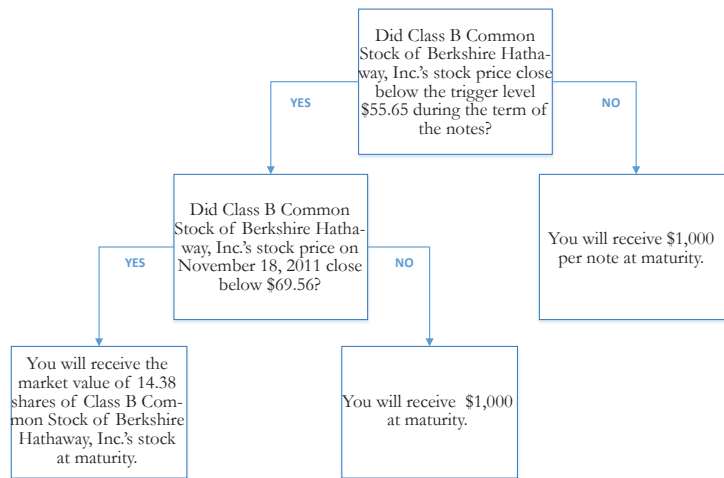 Did Class B Common
Stock of Berkshire Hatha-
way, Inc.'s stock price close
below the trigger level
$55.65 during the term of
the notes?
YES
NO
Did Class B Common
Stock of Berkshire Hatha-
way, Inc.'s stock price on
November 18, 2011 close
below $69.56?
You will receive $1,000
per note at maturity.
YES
NO
You will receive the
market value of 14.38
shares of Class B Com-
mon Stock of Berkshire
Hathaway, Inc.'s stock
at maturity.
You will receive  $1,000
at maturity.